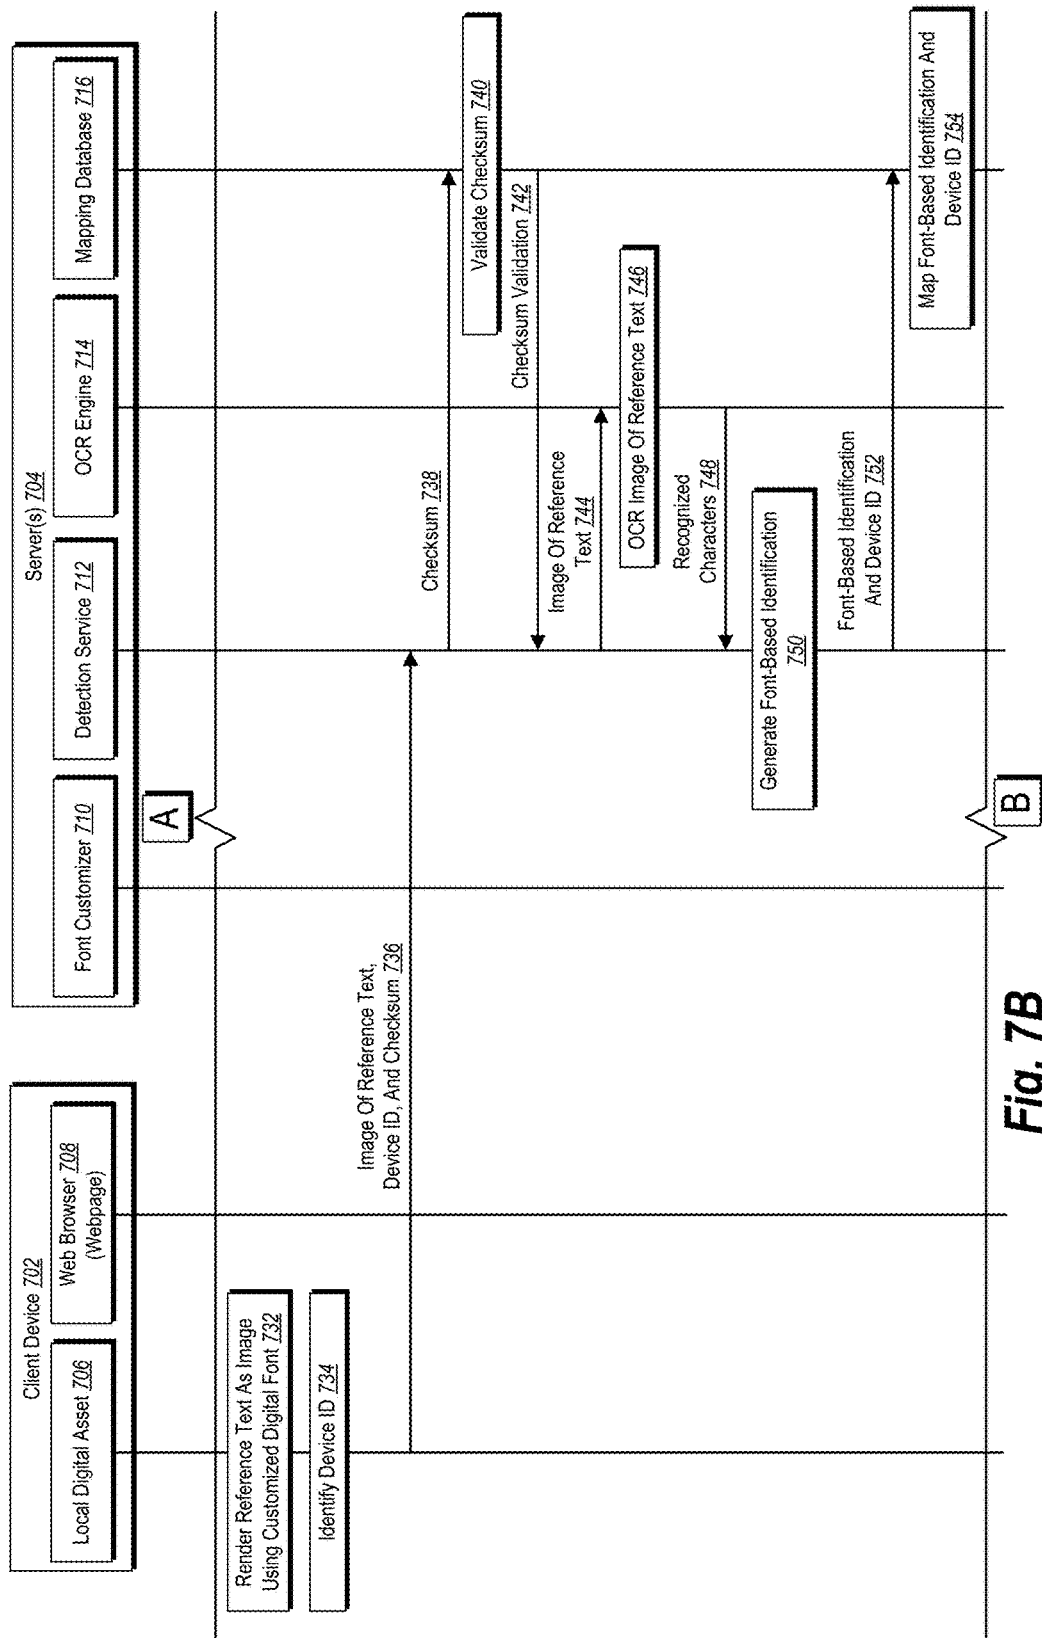 Client Device 702
Local Digital Asset 706
Web Browser 708
(Webpage)
Server(s) 704
Font Customizer 710
Detection Service 712
OCR Engine 714
Mapping Database 716
A
Render Reference Text As Image
Using Customized Digital Font 732
Identify Device ID 734
Image Of Reference Text,
Device ID, And Checksum 736
Checksum 738
Validate Checksum 740
Checksum Validation 742
Image Of Reference
Text 744
OCR Image Of Reference Text 746
Recognized
Characters 748
Generate Font-Based Identification
750
Font-Based Identification
And Device ID 752
Map Font-Based Identification And
Device ID 754
B
Fig. 7B